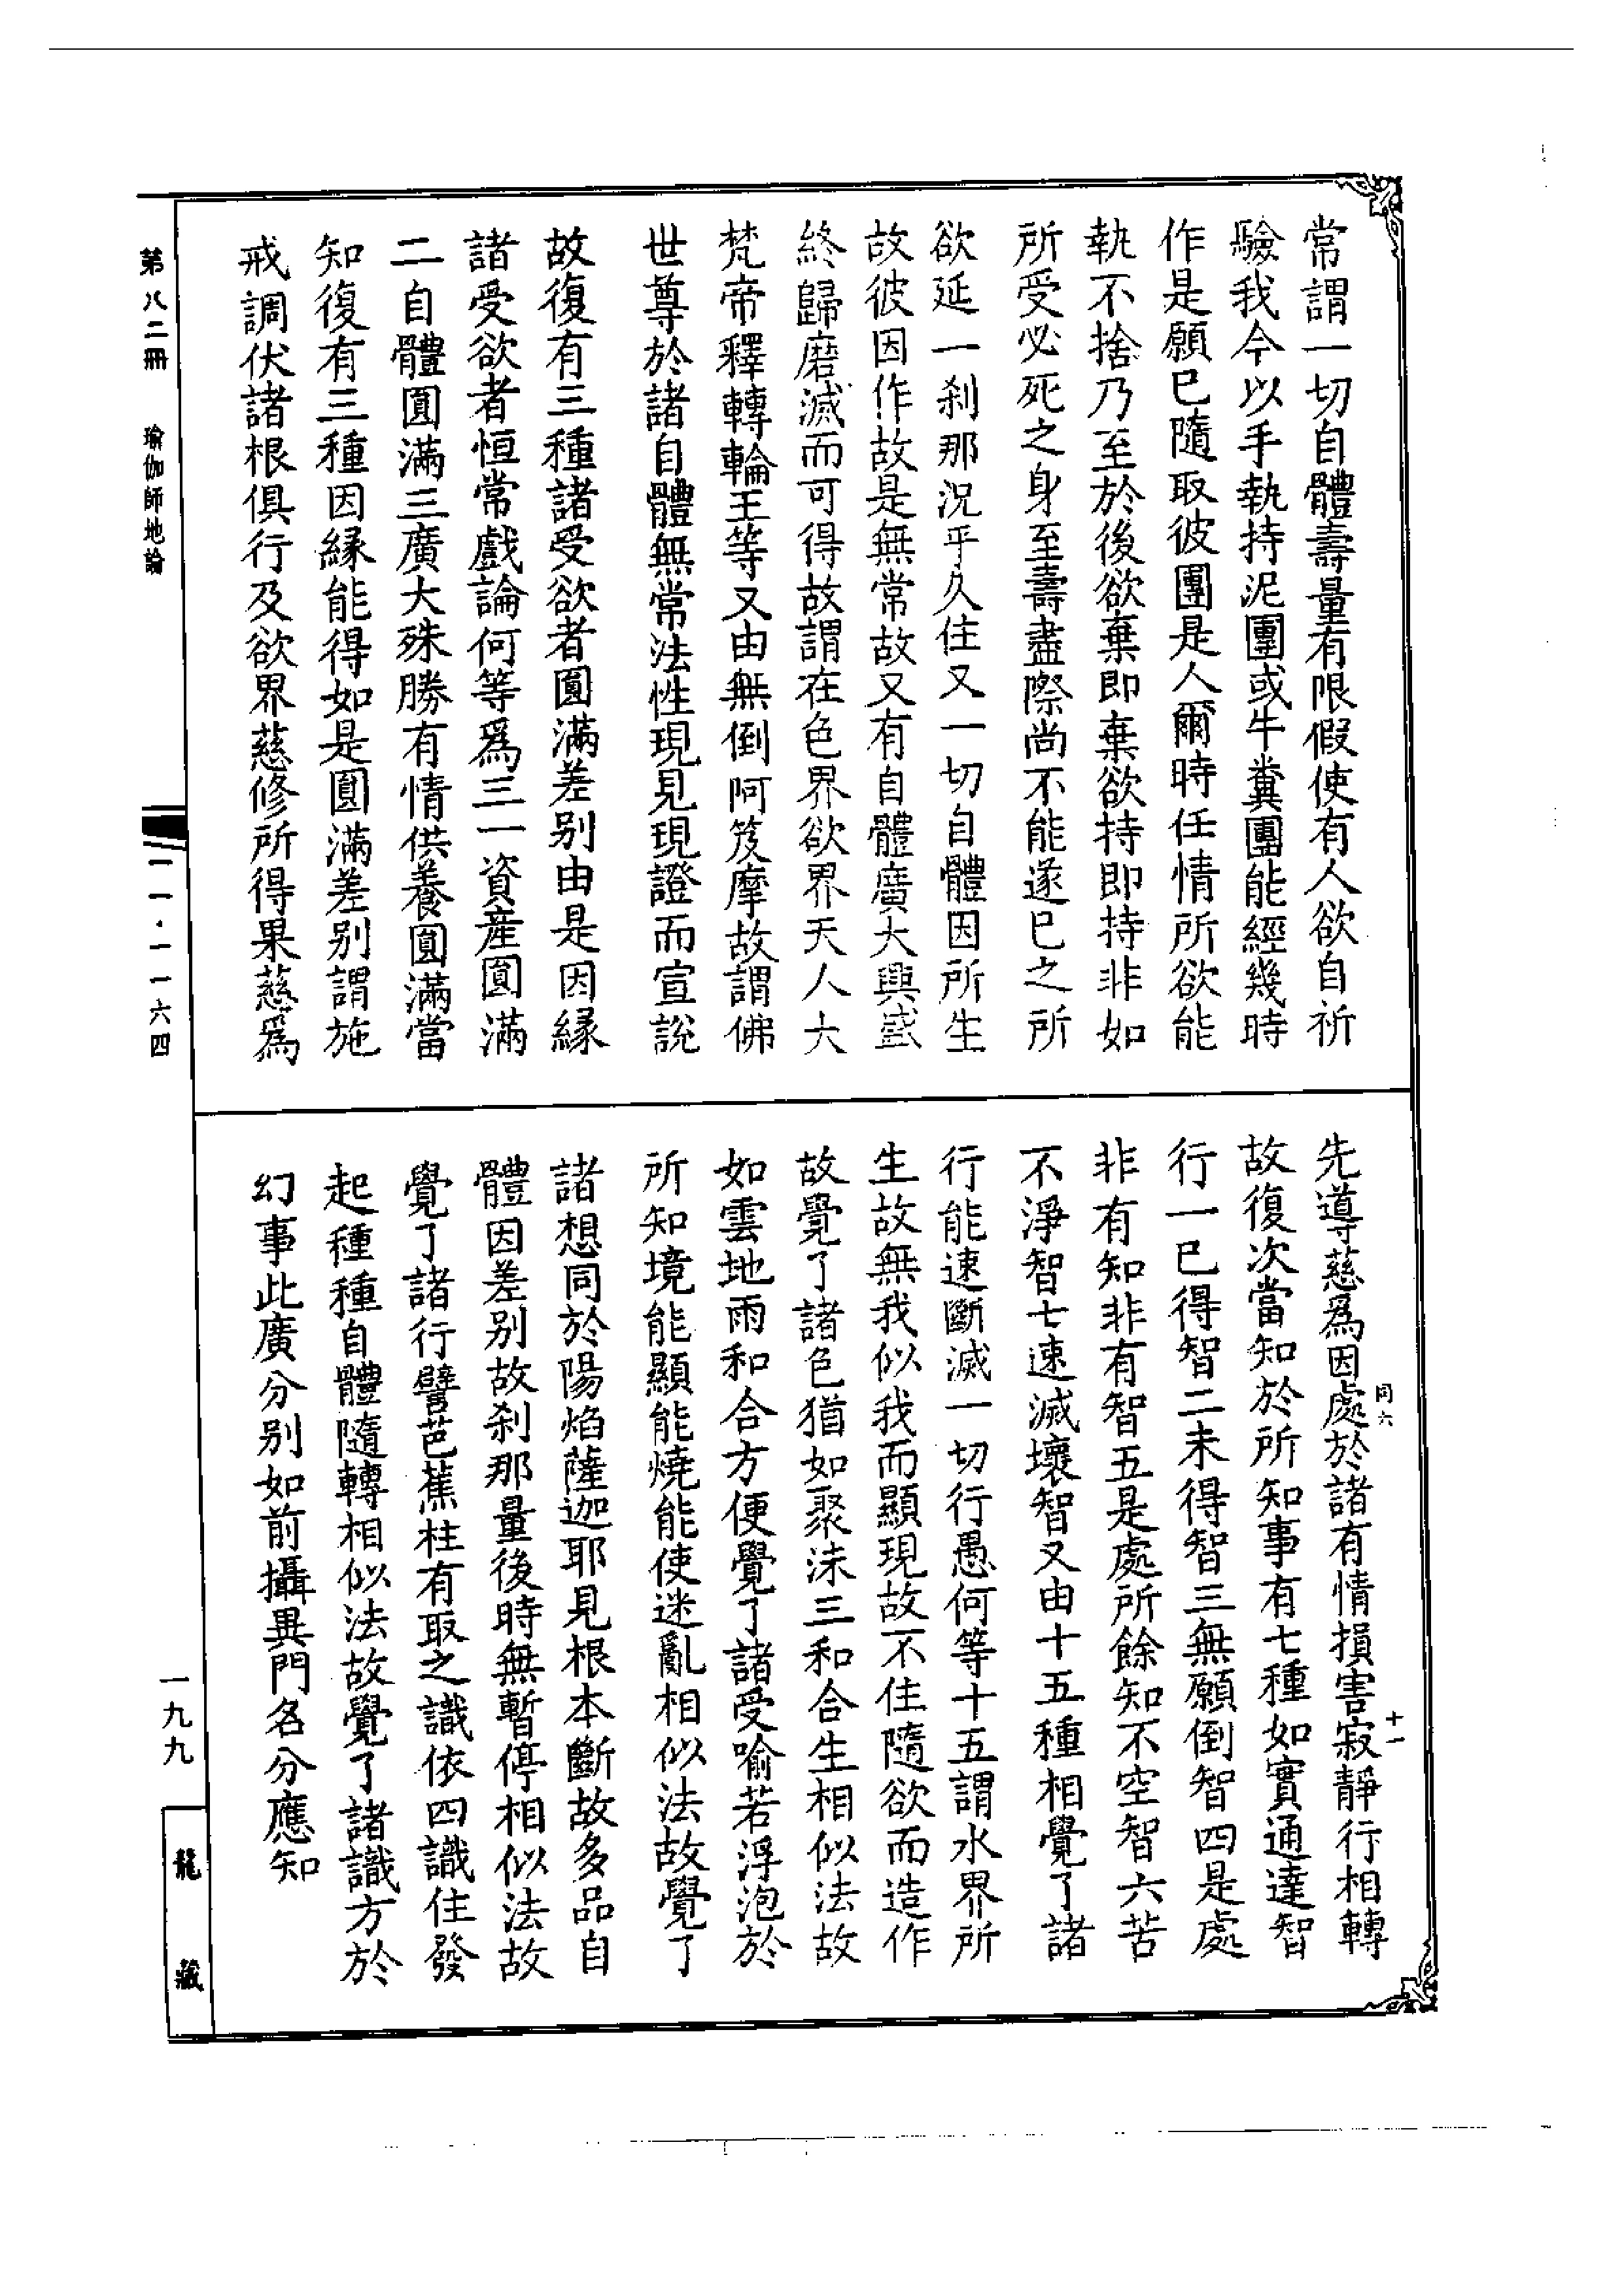 常謂一切自體壽量有限假使有人欲自祈
驗我今以手執持泥團或牛糞團能經幾時
作是願已隨取彼團是人爾時任情所欲能
執不捨乃至於後欲棄即棄欲持即持非如
所受必死之身至壽盡際尚不能遂已之所
欲延一剎那況乎久住又一切自體因所生
故彼因作故是無常故又有自體廣大興盛
終歸磨滅而可得故謂在色界欲界天人大
梵帝釋轉輪王等又由無倒阿笈摩故謂佛
世尊於諸自體無常法性現見現證而宣說
故復有三種諸受欲者圓滿差別由是因緣
諸受欲者恒常戲論何等爲三一資産圓滿
二自體圓滿三廣大殊勝有情供養圓滿當
知復有三種因緣能得如是圓滿差別謂施
戒調伏諸根俱行及欲界慈修所得果慈爲
先導慈爲因處於諸有情損害寂靜行相轉
故復次當知於所知事有七種如實通達智
行一已得智二未得智三無願倒智四是處
非有知非有智五是處所餘知不空智六苦
不淨智七速滅壞智又由十五種相覺了諸
行能速斷滅一切行愚何等十五謂水界所
生故無我似我而顯現故不住隨欲而造作
故覺了諸色猶如聚沫三和合生相似法故
如雲地雨和合方便覺了諸受喻若浮泡於
所知境能顯能燒能使迷亂相似法故覺了
諸想同於陽焰薩迦耶見根本斷故多品自
體因差別故剎那量後時無暫停相似法故
覺了諸行譬芭蕉柱有取之識依四識住發
起種種自體隨轉相似法故覺了諸識方於
幻事此廣分別如前攝異門名分應知
同六
十一
第八二冊　瑜伽師地論
一一·一一六四
一九九
龍藏